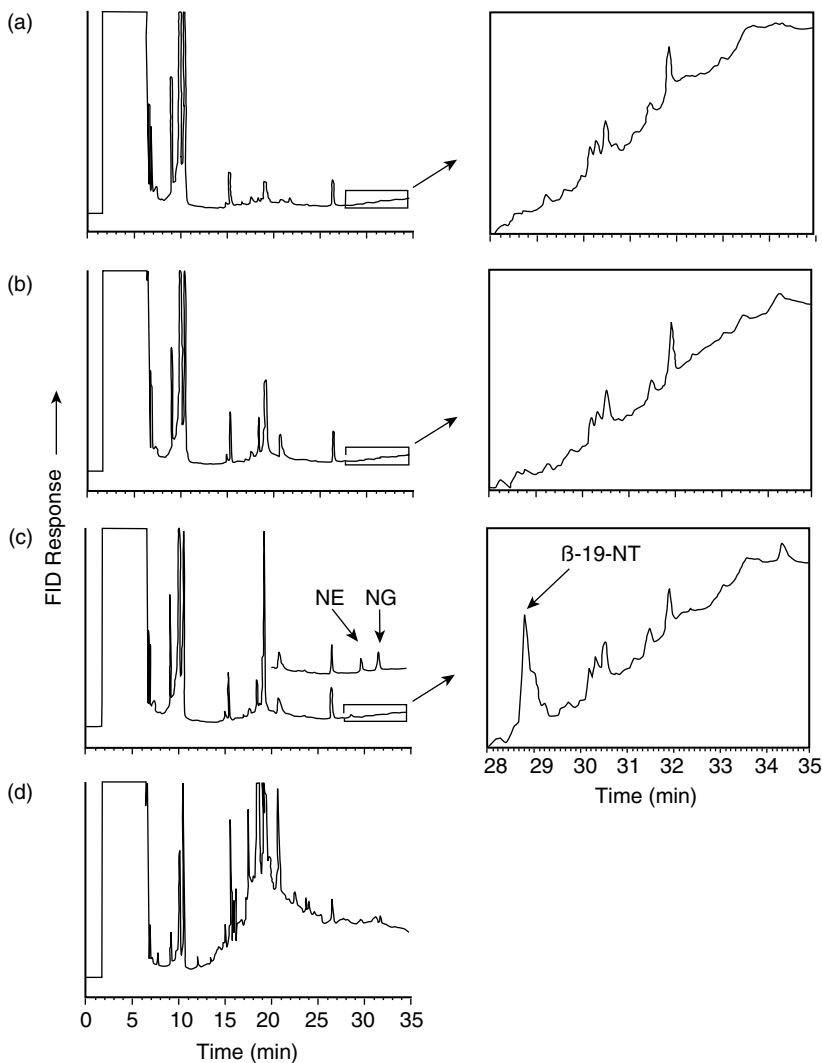 (a)
(b)
(c)
(d)
FID Response
NE NG
ß-19-NT
28 29 30 31 32 33 34 35
Time (min)
0 5 10 15 20 25 30 35
Time (min)